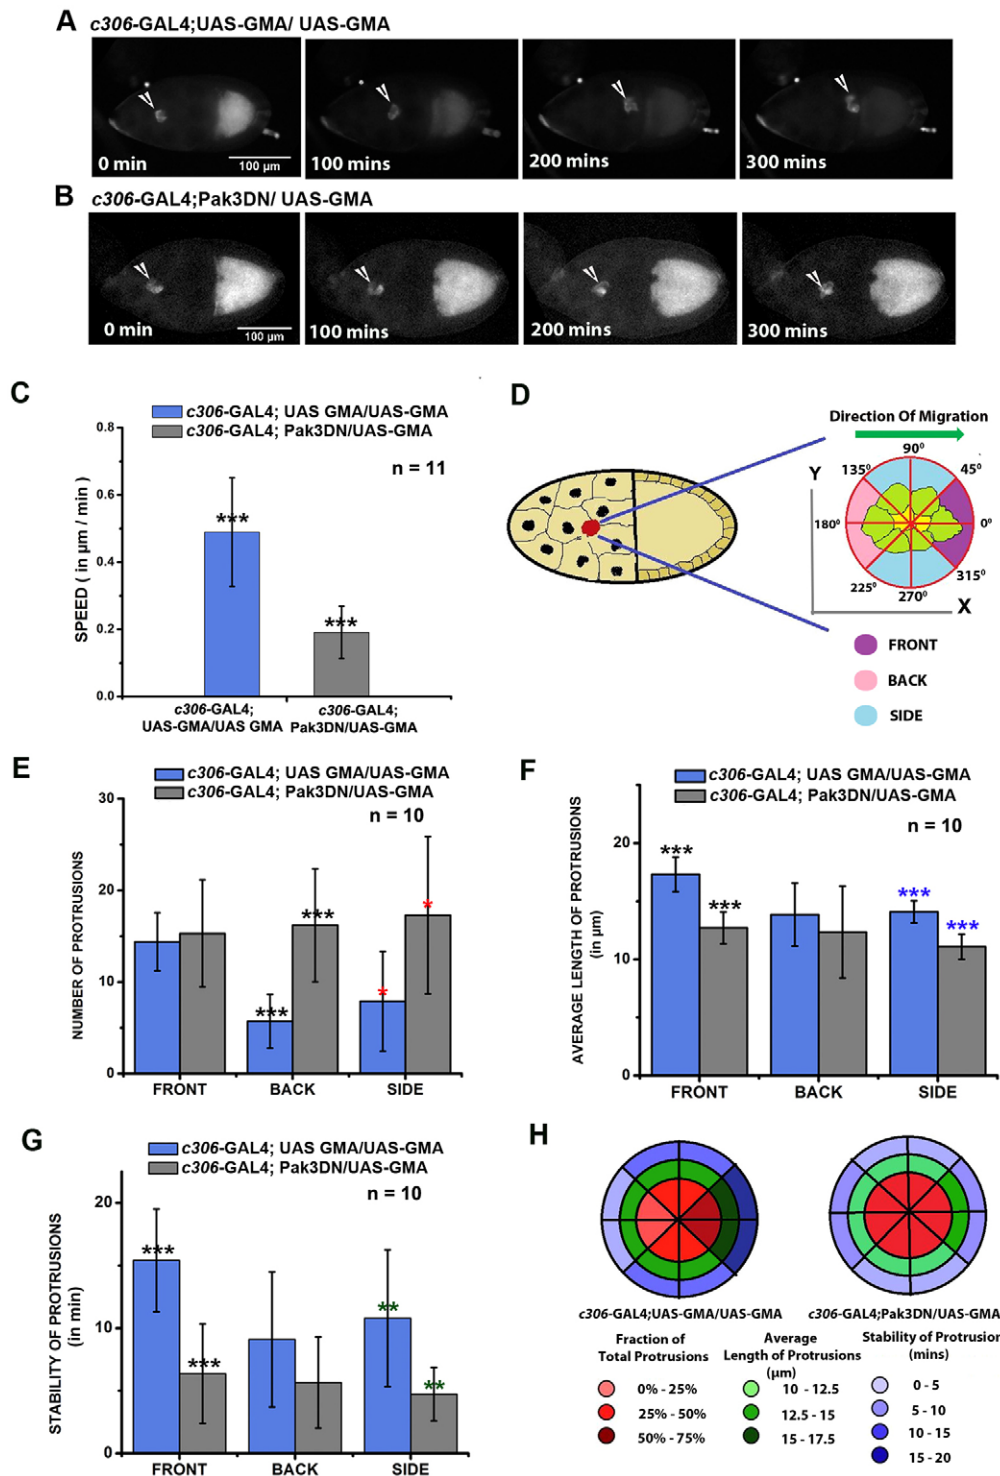 A
c306-GAL4;UAS-GMA/ UAS-GMA
0 min
100 µm
100 mins
200 mins
300 mins
B
c306-GAL4;Pak3DN/ UAS-GMA
0 min
100 µm
100 mins
200 mins
300 mins
C
c306-GAL4; UAS GMA/UAS-GMA
c306-GAL4; Pak3DN/UAS-GMA
n = 11
SPEED ( in µm / min )
0.8
0.6
0.4
0.2
0.0
***
***
c306-GAL4;
UAS-GMA/UAS GMA
c306-GAL4;
Pak3DN/UAS-GMA
D
Direction Of Migration
Y
X
90⁰
45⁰
0⁰
315⁰
270⁰
225⁰
180⁰
135⁰
FRONT
BACK
SIDE
E
c306-GAL4; UAS GMA/UAS-GMA
c306-GAL4; Pak3DN/UAS-GMA
n = 10
NUMBER OF PROTRUSIONS
30
20
10
0
***
***
*
*
FRONT
BACK
SIDE
F
c306-GAL4; UAS GMA/UAS-GMA
c306-GAL4; Pak3DN/UAS-GMA
n = 10
AVERAGE LENGTH OF PROTRUSIONS
(in µm)
20
10
0
***
***
***
***
FRONT
BACK
SIDE
G
c306-GAL4; UAS GMA/UAS-GMA
c306-GAL4; Pak3DN/UAS-GMA
n = 10
STABILITY OF PROTRUSIONS
(in min)
20
10
0
***
***
**
**
FRONT
BACK
SIDE
H
c306-GAL4;UAS-GMA/UAS-GMA
c306-GAL4;Pak3DN/UAS-GMA
Fraction of
Total Protrusions
0% - 25%
25% - 50%
50% - 75%
Average
Length of Protrusions
(µm)
10 - 12.5
12.5 - 15
15 - 17.5
Stability of Protrusion
(mins)
0 - 5
5 - 10
10 - 15
15 - 20